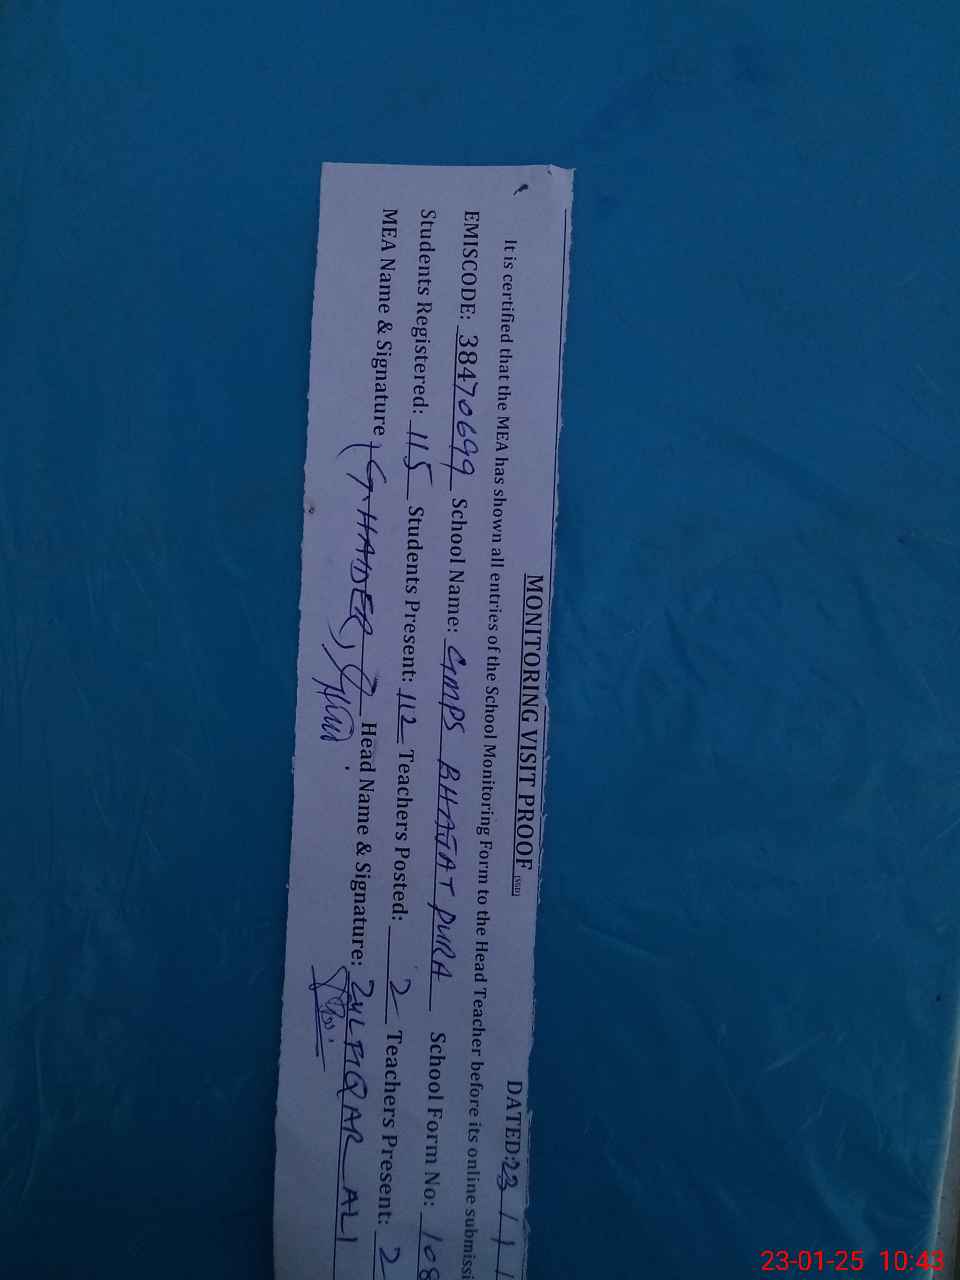 MONITORING VISIT PROOF (SSD) DATED: 23 / 1 /
It is certified that the MEA has shown all entries of the School Monitoring Form to the Head Teacher before its online submissi
EMISCODE: 38470699 School Name: GMPS BHAJAT PURA School Form No: 108
Students Registered: 115 Students Present: 112 Teachers Posted: 2 Teachers Present: 2
MEA Name & Signature G. HAIDER, Head Name & Signature: ZULFIQAR ALI
23-01-25 10:43